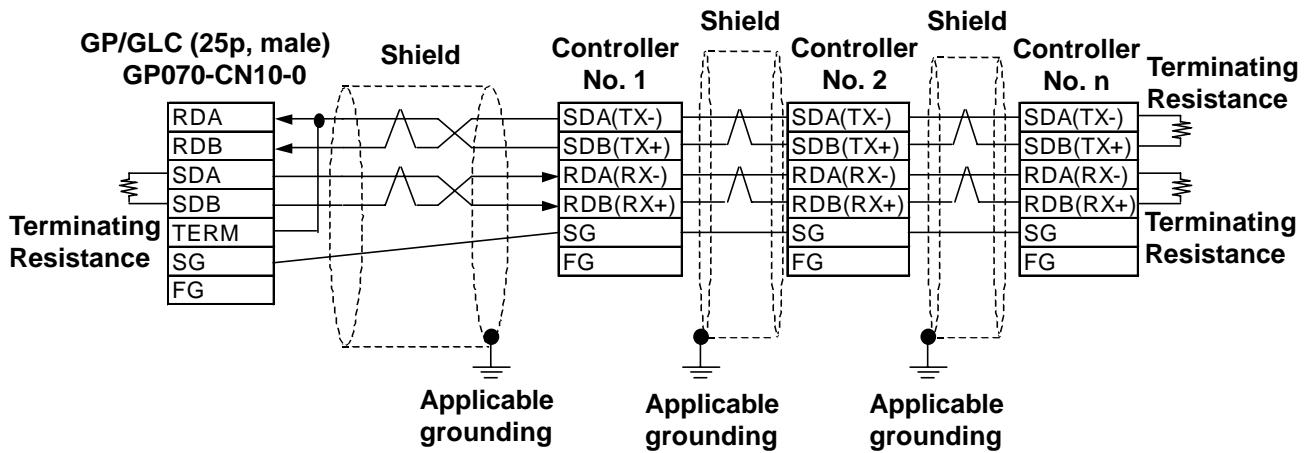 GP/GLC (25p, male)
GP070-CN10-0
RDA
RDB
SDA
SDB
TERM
SG
FG
Terminating
Resistance
Shield
Applicable
grounding
Controller
No. 1
SDA(TX-)
SDB(TX+)
RDA(RX-)
RDB(RX+)
SG
FG
Shield
Applicable
grounding
Controller
No. 2
SDA(TX-)
SDB(TX+)
RDA(RX-)
RDB(RX+)
SG
FG
Shield
Applicable
grounding
Controller
No. n
SDA(TX-)
SDB(TX+)
RDA(RX-)
RDB(RX+)
SG
FG
Terminating
Resistance
Terminating
Resistance